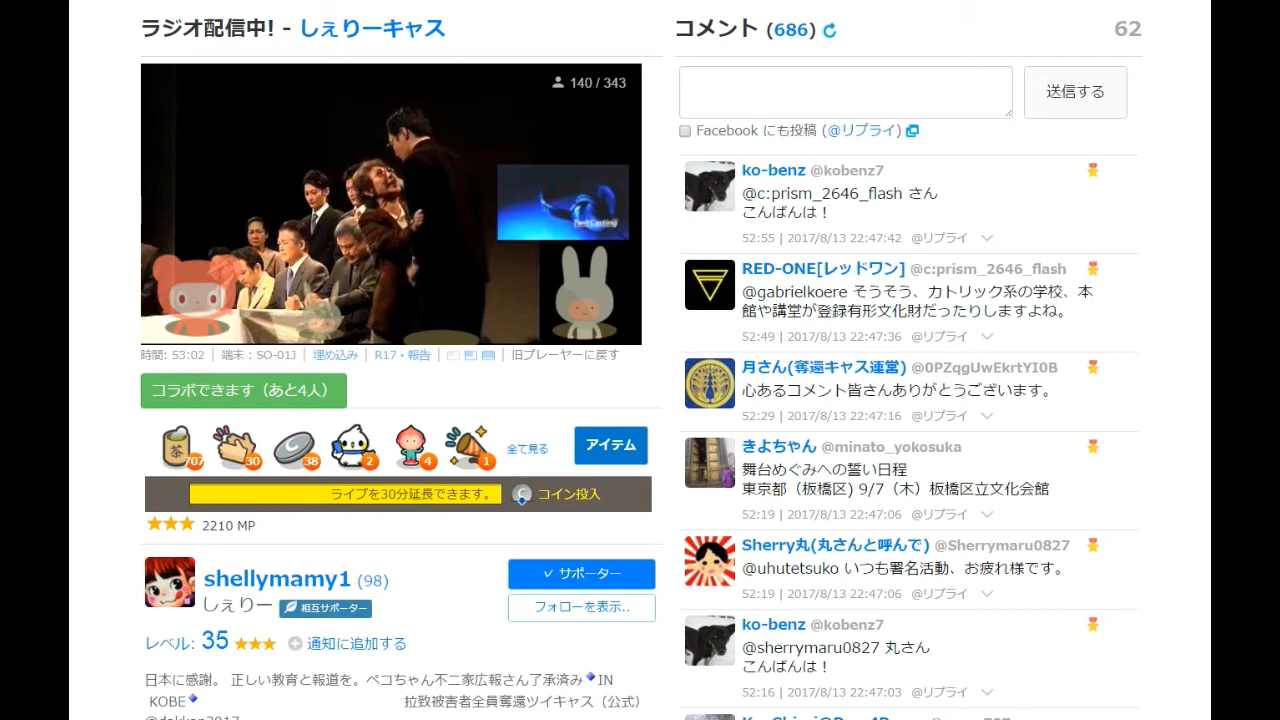 ラジオ配信中! - しぇりーキャス
140 / 343
TwitCasting
時間: 53:02 | 端末：SO-01J | 埋め込み | R17・報告 | 旧プレーヤーに戻す
コラボできます（あと4人）
茶 707 30 38 2 4 1 全て見る アイテム
ライブを30分延長できます。 C コイン投入
★★★ 2210 MP
shellymamy1 (98)
しぇりー 相互サポーター
✓ サポーター
フォローを表示..
レベル: 35 ★★★ 通知に追加する
日本に感謝。 正しい教育と報道を。ペコちゃん不二家広報さん了承済み🔹IN
KOBE🔹 拉致被害者全員奪還ツイキャス（公式）
コメント (686) 62
送信する
Facebook にも投稿 (@リプライ)
ko-benz @kobenz7
@c:prism_2646_flash さん
こんばんは！
52:55 | 2017/8/13 22:47:42 @リプライ
RED-ONE[レッドワン] @c:prism_2646_flash
@gabrielkoere そうそう、カトリック系の学校、本
館や講堂が登録有形文化財だったりしますよね。
52:49 | 2017/8/13 22:47:36 @リプライ
月さん(奪還キャス運営) @0PZqgUwEkrtYI0B
心あるコメント皆さんありがとうございます。
52:29 | 2017/8/13 22:47:16 @リプライ
きよちゃん @minato_yokosuka
舞台めぐみへの誓い日程
東京都（板橋区) 9/7（木）板橋区立文化会館
52:19 | 2017/8/13 22:47:06 @リプライ
Sherry丸(丸さんと呼んで) @Sherrymaru0827
@uhutetsuko いつも署名活動、お疲れ様です。
52:19 | 2017/8/13 22:47:06 @リプライ
ko-benz @kobenz7
@sherrymaru0827 丸さん
こんばんは！
52:16 | 2017/8/13 22:47:03 @リプライ